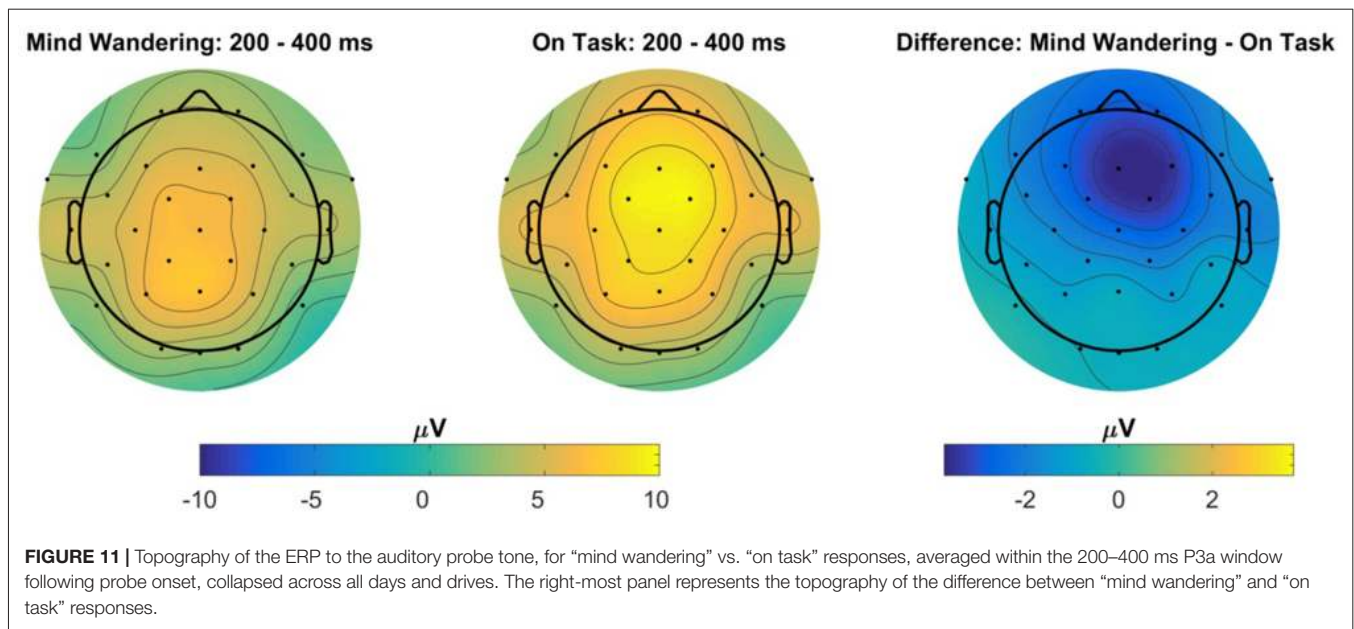 Mind Wandering: 200 - 400 ms
On Task: 200 - 400 ms
Difference: Mind Wandering - On Task
μV
-10 -5 0 5 10
μV
-2 0 2
FIGURE 11 | Topography of the ERP to the auditory probe tone, for “mind wandering” vs. “on task” responses, averaged within the 200–400 ms P3a window
following probe onset, collapsed across all days and drives. The right-most panel represents the topography of the difference between “mind wandering” and “on
task” responses.